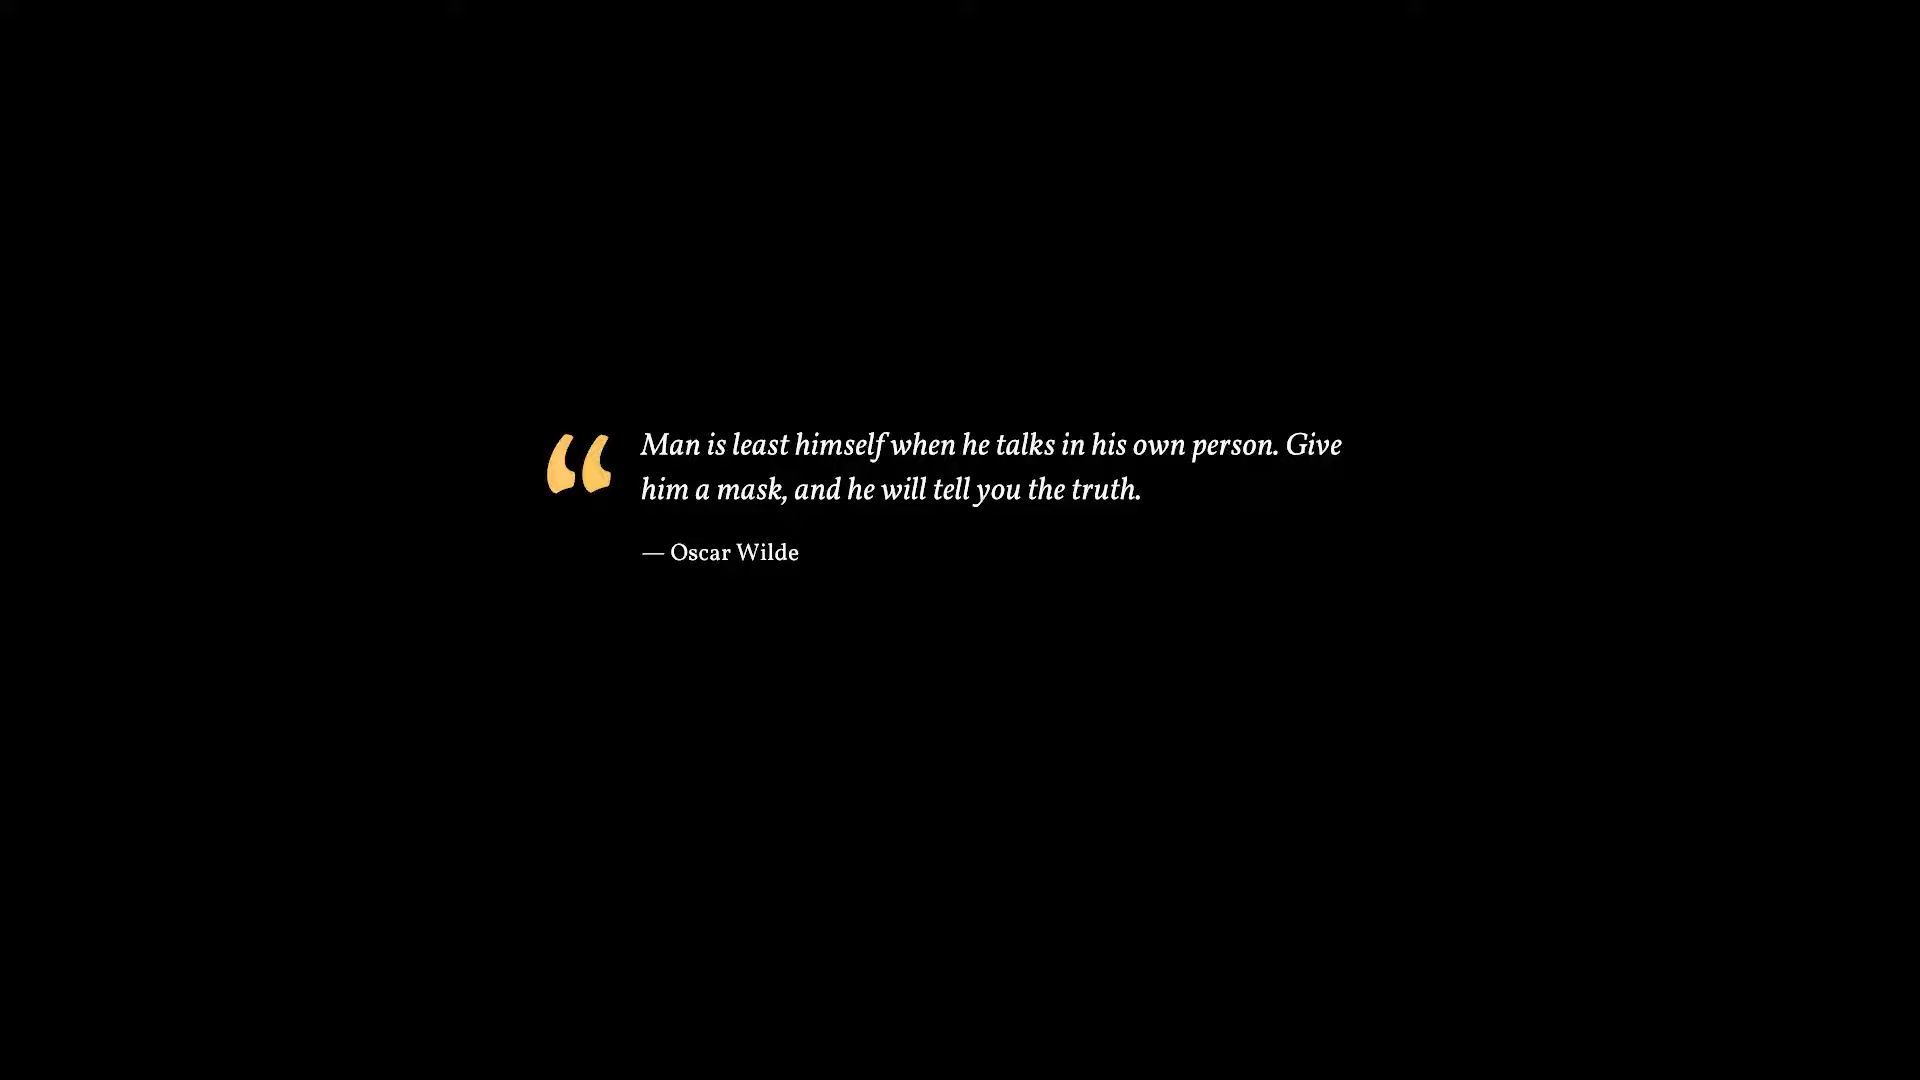 “ Man is least himself when he talks in his own person. Give
him a mask, and he will tell you the truth.
— Oscar Wilde